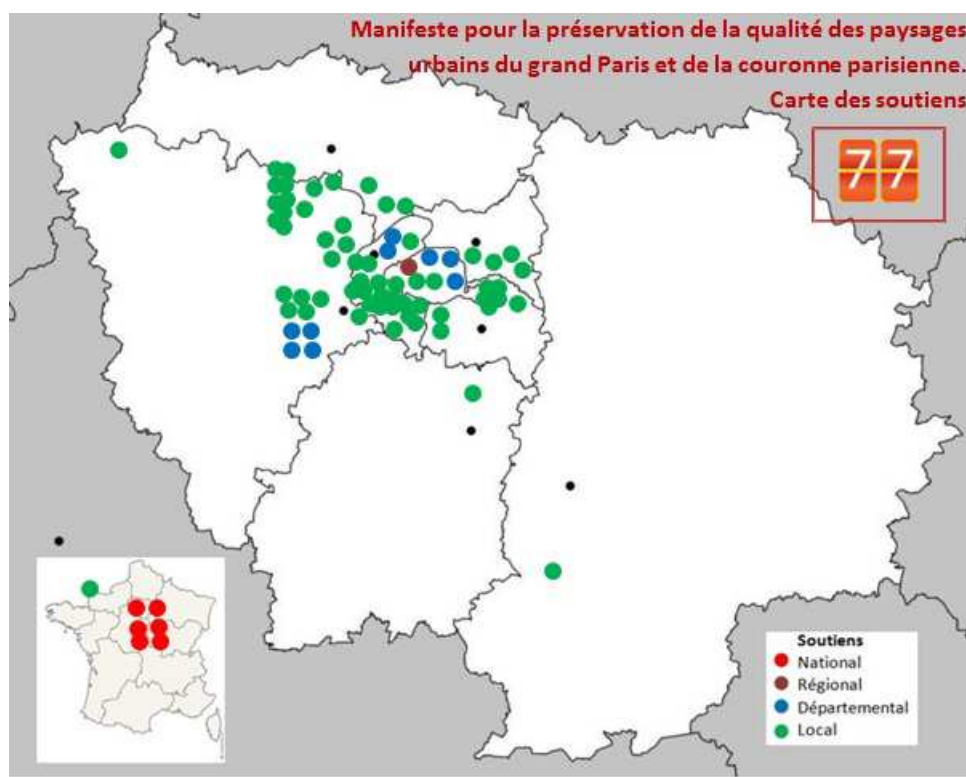 Manifeste pour la préservation de la qualité des paysages
urbains du grand Paris et de la couronne parisienne.
Carte des soutiens
77
Soutiens
National
Régional
Départemental
Local